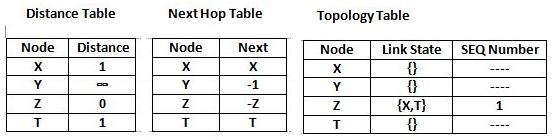 Distance Table
Next Hop Table
Topology Table
Node Distance
X 1
Y ∞
Z 0
T 1
Node Next
X X
Y -1
Z -Z
T T
Node Link State SEQ Number
X {} ----
Y {} ----
Z {X,T} 1
T {} ----